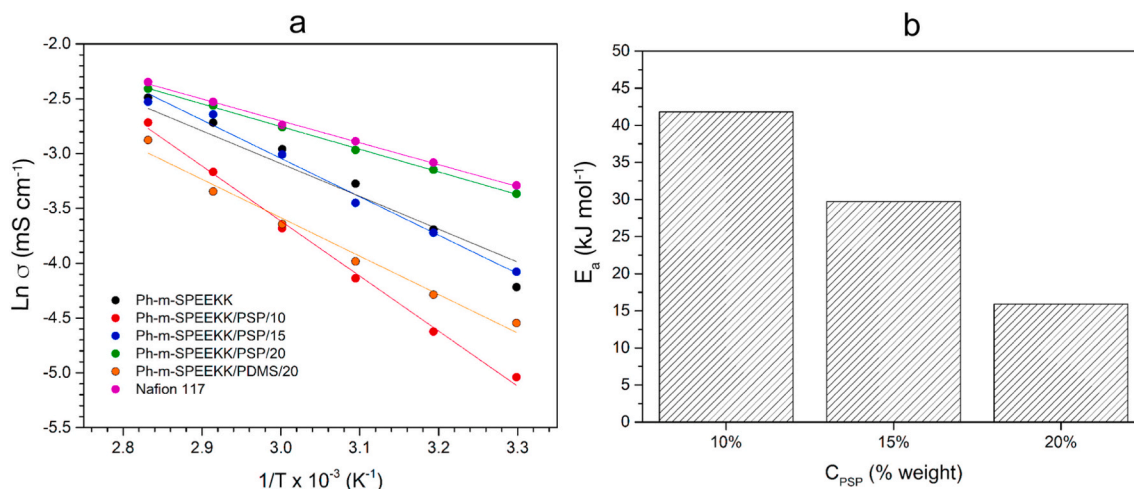 a
-2.0
-2.5
-3.0
-3.5
-4.0
-4.5
-5.0
-5.5
Ln σ (mS cm⁻¹)
Ph-m-SPEEKK
Ph-m-SPEEKK/PSP/10
Ph-m-SPEEKK/PSP/15
Ph-m-SPEEKK/PSP/20
Ph-m-SPEEKK/PDMS/20
Nafion 117
2.8 2.9 3.0 3.1 3.2 3.3
1/T x 10⁻³ (K⁻¹)
b
50
45
40
35
30
25
20
15
10
5
0
Eₐ (kJ mol⁻¹)
10% 15% 20%
C_PSP (% weight)